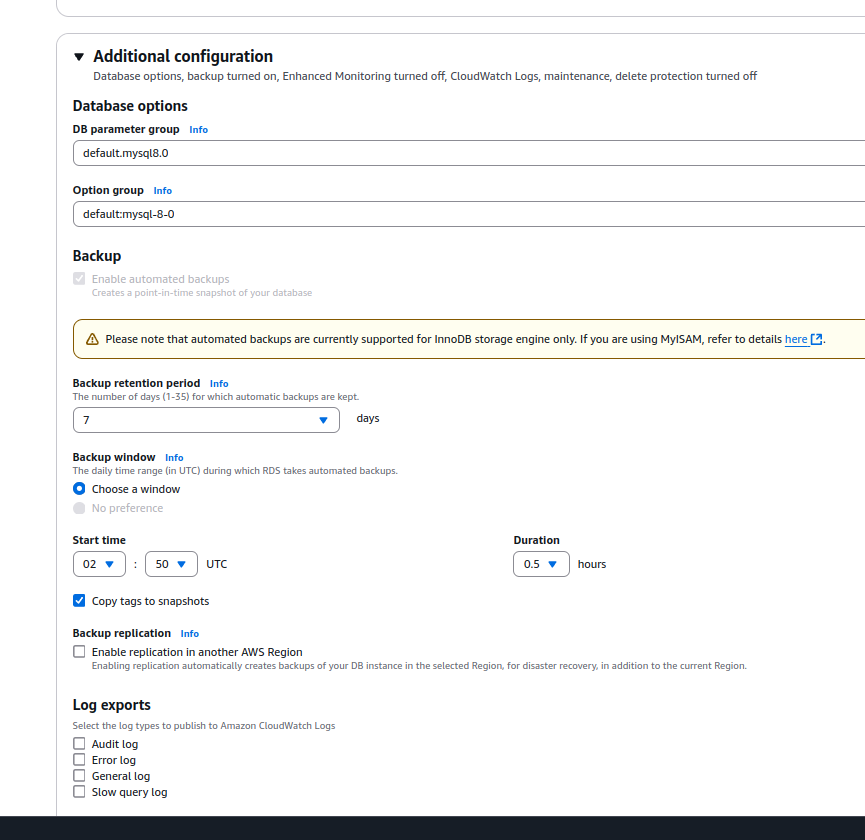 Additional configuration
Database options, backup turned on, Enhanced Monitoring turned off, CloudWatch Logs, maintenance, delete protection turned off
Database options
DB parameter group Info
default.mysql8.0
Option group Info
default:mysql-8-0
Backup
Enable automated backups
Creates a point-in-time snapshot of your database
Please note that automated backups are currently supported for InnoDB storage engine only. If you are using MyISAM, refer to details here.
Backup retention period Info
The number of days (1-35) for which automatic backups are kept.
7 days
Backup window Info
The daily time range (in UTC) during which RDS takes automated backups.
Choose a window
No preference
Start time Duration
02 : 50 UTC 0.5 hours
Copy tags to snapshots
Backup replication Info
Enable replication in another AWS Region
Enabling replication automatically creates backups of your DB instance in the selected Region, for disaster recovery, in addition to the current Region.
Log exports
Select the log types to publish to Amazon CloudWatch Logs
Audit log
Error log
General log
Slow query log